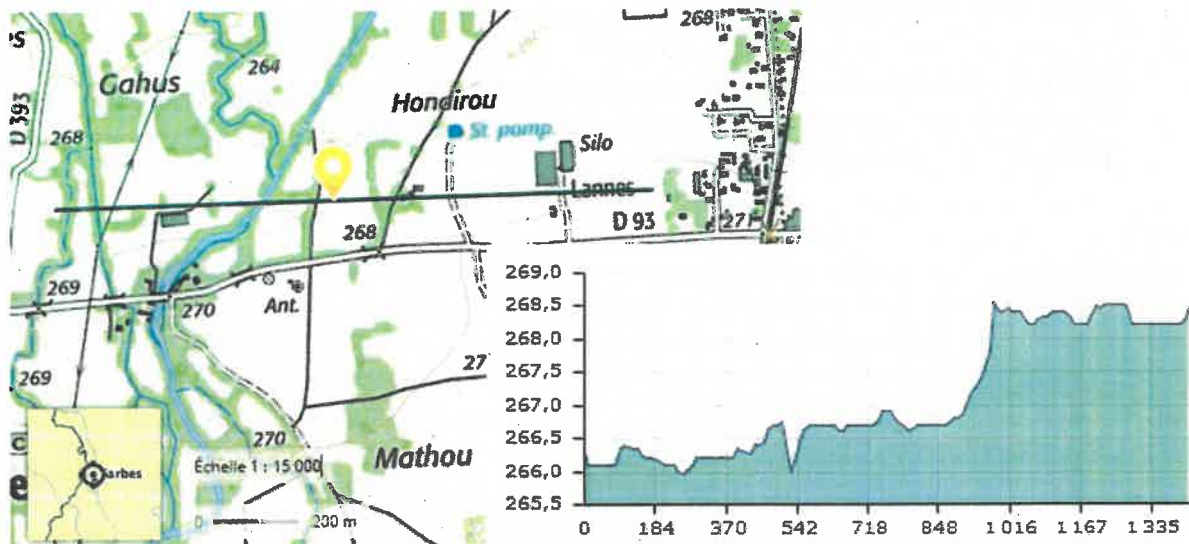 268
Gahus
264
Hondirou
D 393
268
St. pomp.
Silo
Lannes
D 93
271
268
269
270
Ant.
269
270
27
Mathou
Tarbes
Échelle 1 : 15 000
0 200 m
269,0
268,5
268,0
267,5
267,0
266,5
266,0
265,5
0 184 370 542 718 848 1 016 1 167 1 335